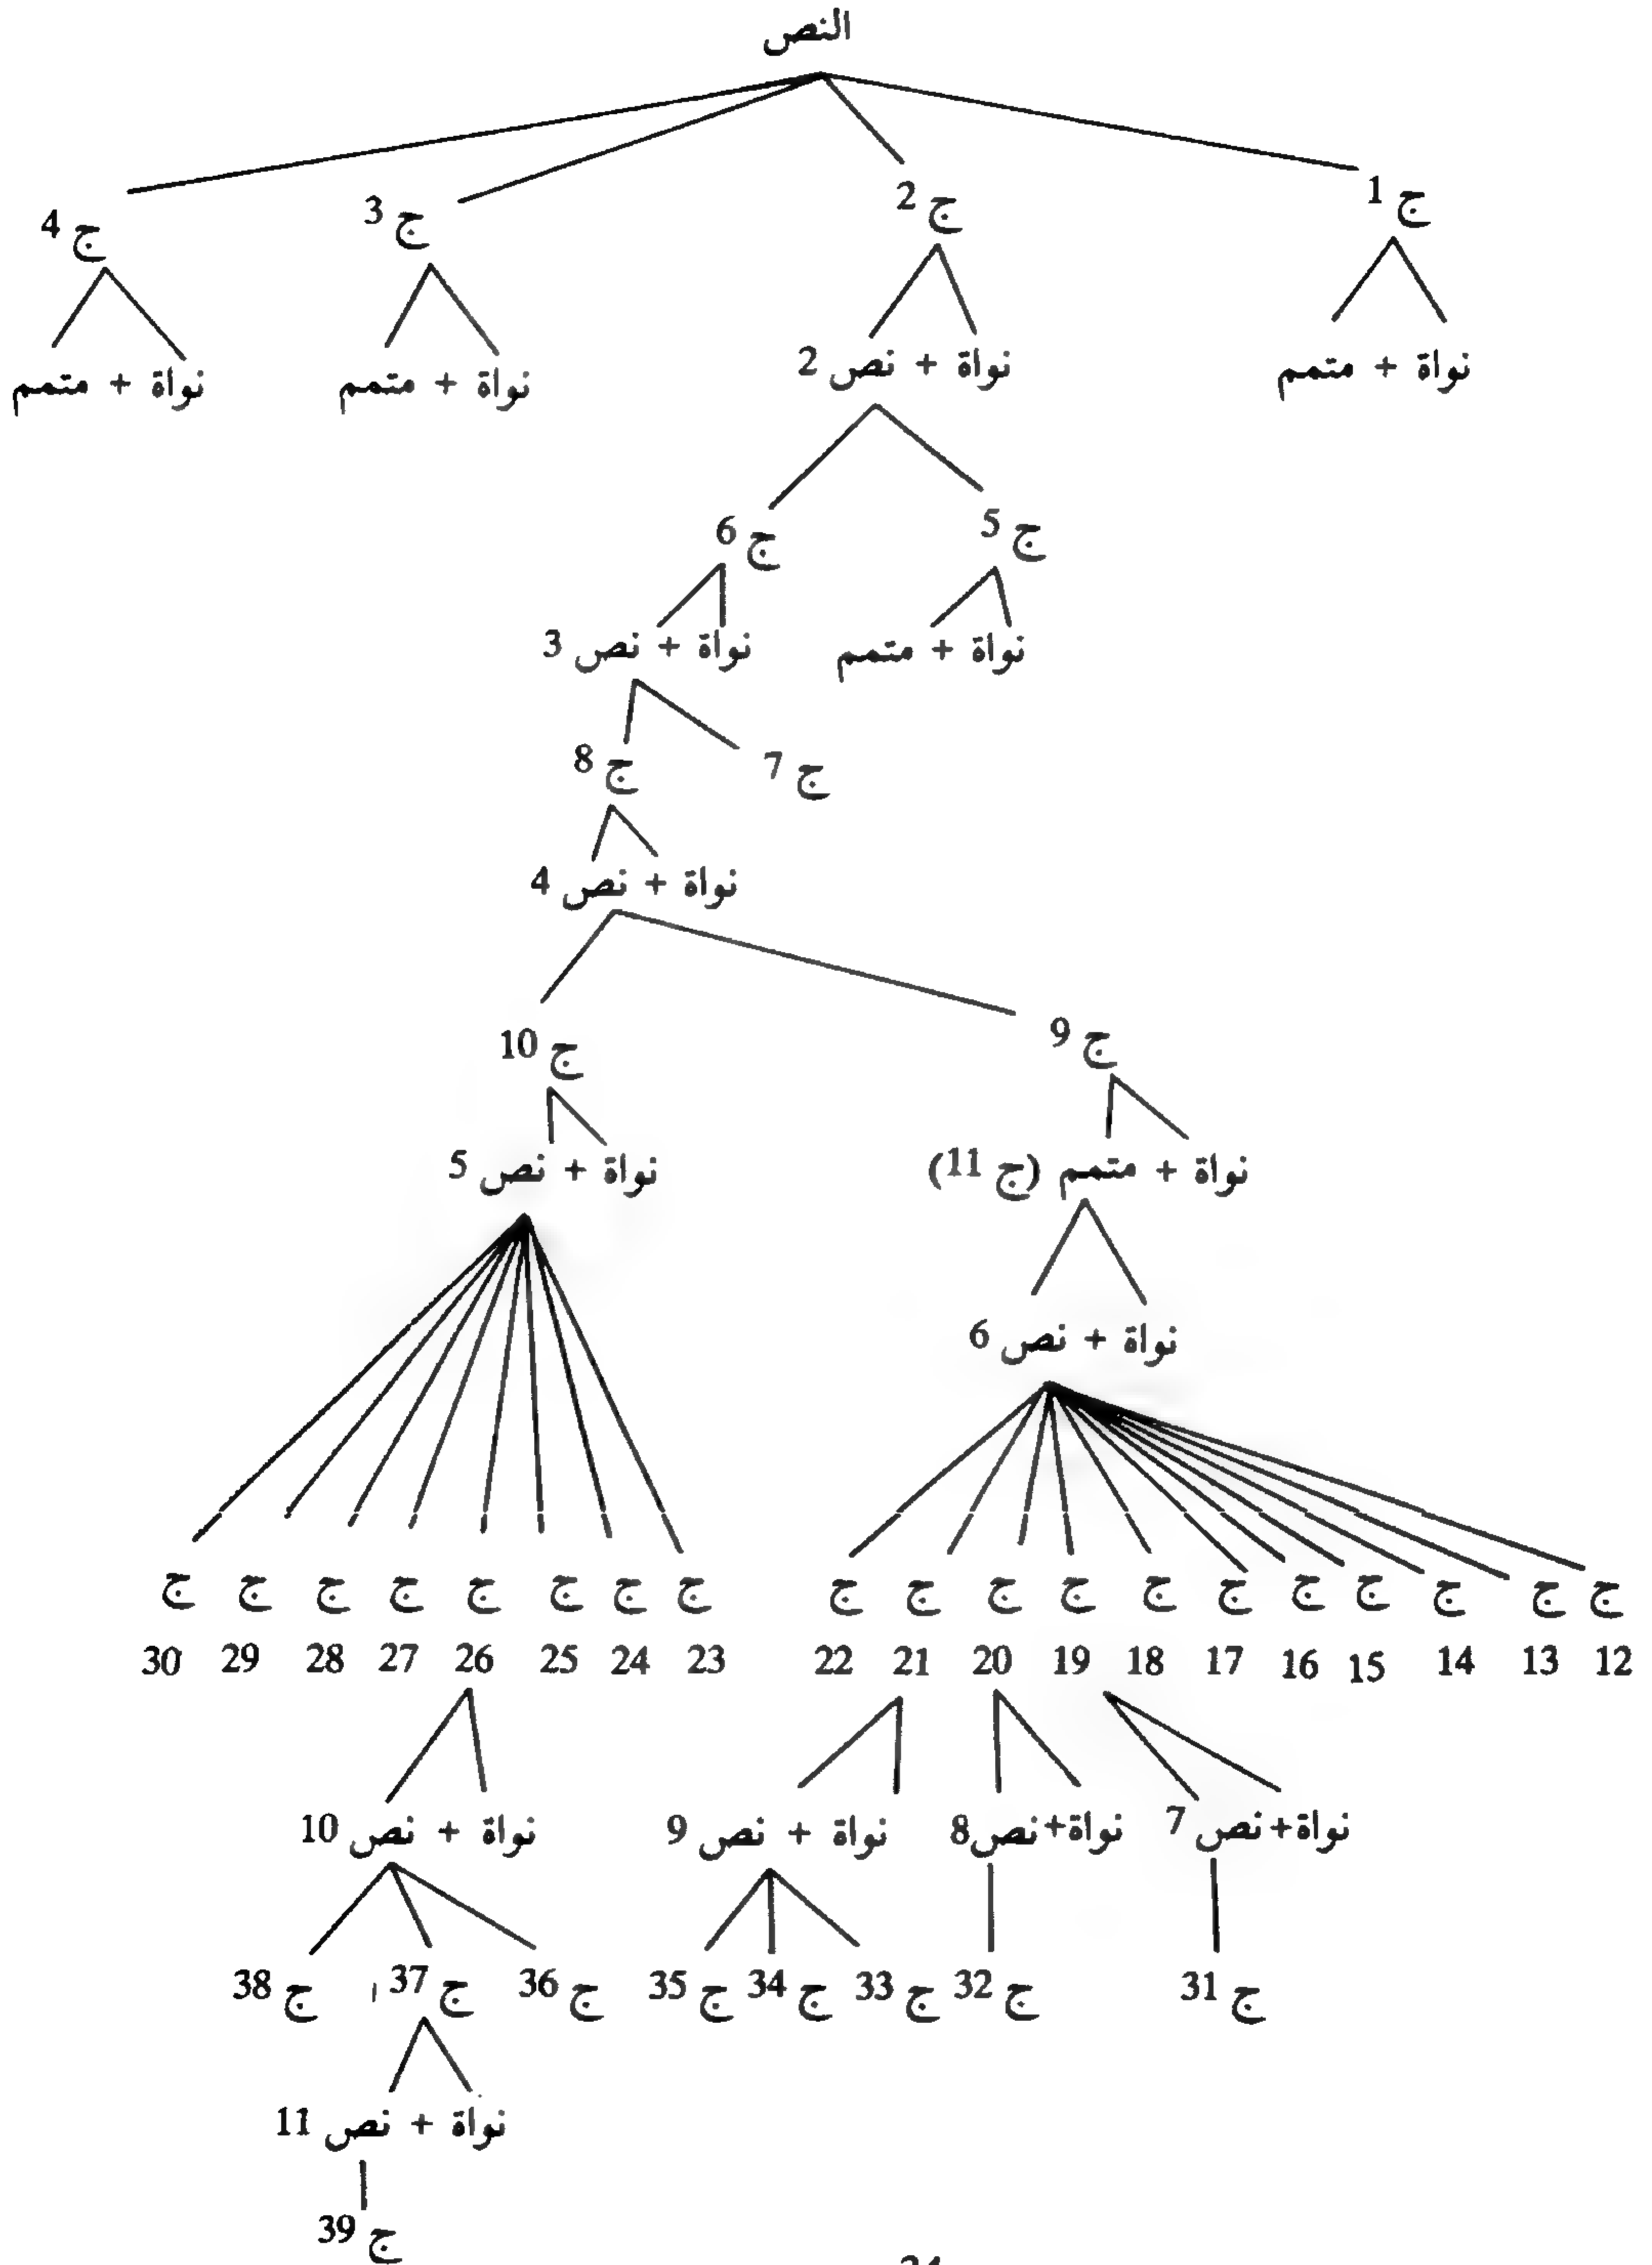 النص
ج 1 ج 2 ج 3 ج 4
نواة + متمم نواة + نص 2 نواة + متمم نواة + متمم
ج 5 ج 6
نواة + متمم نواة + نص 3
ج 7 ج 8
نواة + نص 4
ج 9 ج 10
نواة + متمم (ج 11) نواة + نص 5
نواة + نص 6
ج ج ج ج ج ج ج ج ج ج ج ج ج ج ج ج ج ج ج
12 13 14 15 16 17 18 19 20 21 22 23 24 25 26 27 28 29 30
نواة+نص 7 نواة+نص8 نواة + نص 9 نواة + نص 10
ج 31 ج 32 ج 33 ج 34 ج 35 ج 36 ج 37 ج 38
نواة + نص 11
ج 39